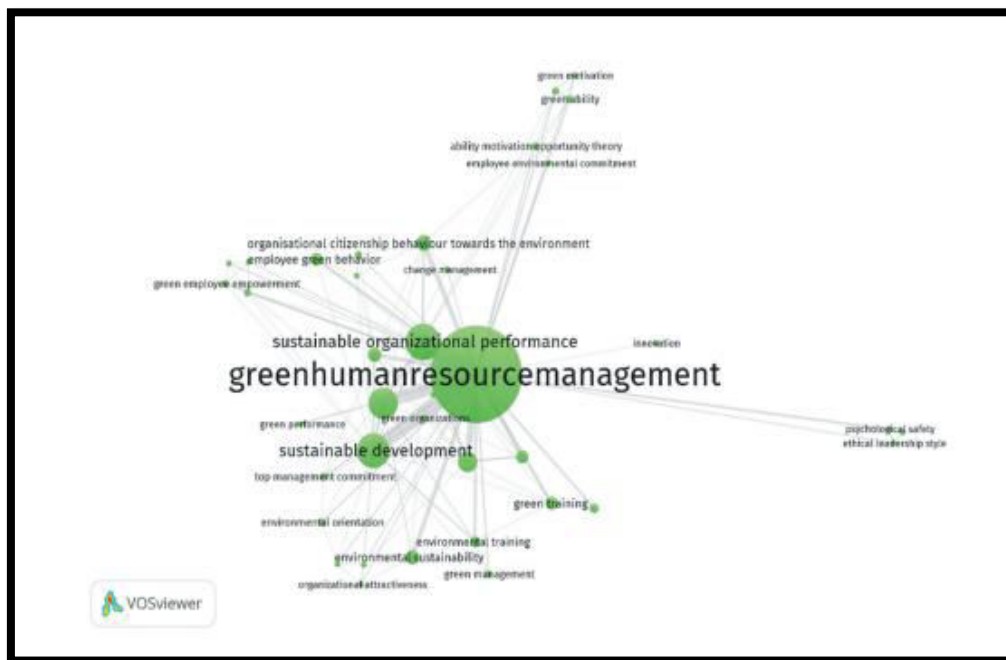 green motivation
greenability
ability motivation opportunity theory
employee environmental commitment
organisational citizenship behaviour towards the environment
employee green behavior
change management
green employee empowerment
sustainable organizational performance
innovation
greenhumanresourcemanagement
green organizations
green performance
psychological safety
ethical leadership style
sustainable development
top management commitment
green training
environmental orientation
environmental training
environmental sustainability
green management
organizational attractiveness
VOSviewer